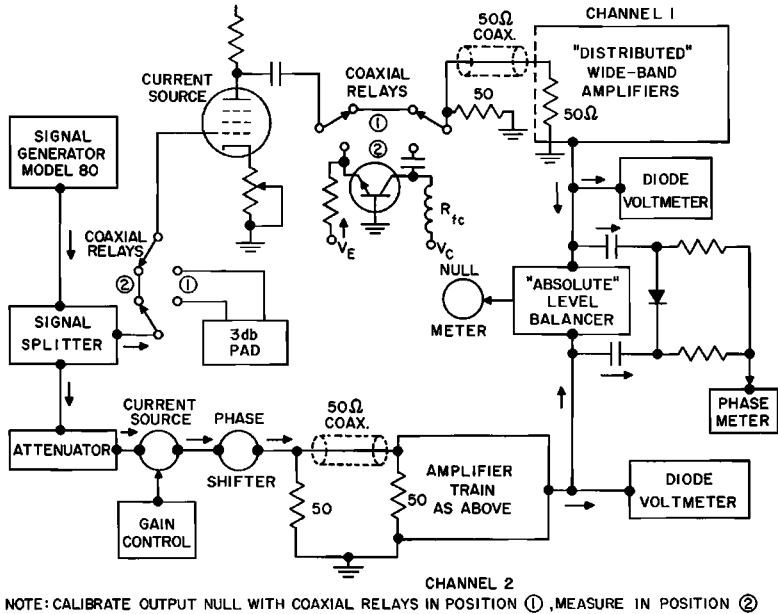 CHANNEL 1
50Ω
COAX.
"DISTRIBUTED"
WIDE-BAND
AMPLIFIERS
50Ω
50
CURRENT
SOURCE
COAXIAL
RELAYS
①
②
SIGNAL
GENERATOR
MODEL 80
DIODE
VOLTMETER
R_fc
V_E
V_C
COAXIAL
RELAYS
②
①
NULL
METER
"ABSOLUTE"
LEVEL
BALANCER
SIGNAL
SPLITTER
3db
PAD
PHASE
METER
ATTENUATOR
CURRENT
SOURCE
PHASE
SHIFTER
50Ω
COAX.
50
50
AMPLIFIER
TRAIN
AS ABOVE
DIODE
VOLTMETER
GAIN
CONTROL
CHANNEL 2
NOTE: CALIBRATE OUTPUT NULL WITH COAXIAL RELAYS IN POSITION ①, MEASURE IN POSITION ②